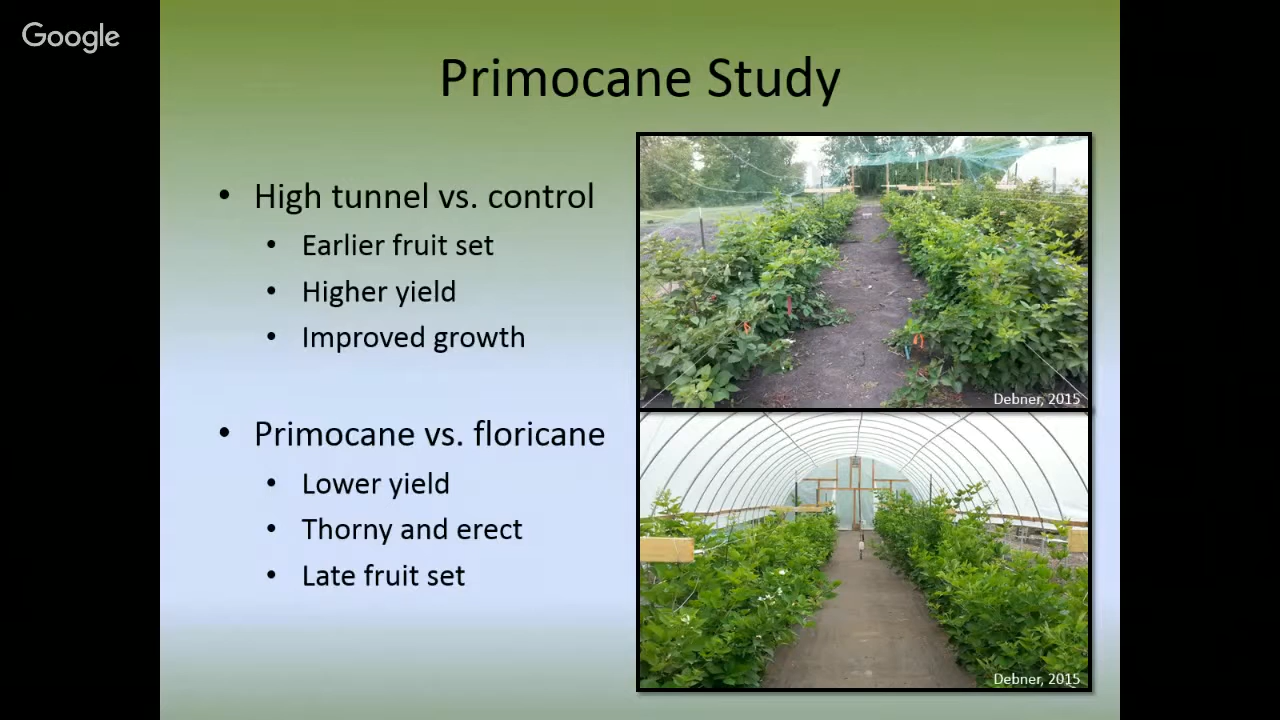 Google
Primocane Study
• High tunnel vs. control
• Earlier fruit set
• Higher yield
• Improved growth
• Primocane vs. floricane
• Lower yield
• Thorny and erect
• Late fruit set
Debner, 2015
Debner, 2015